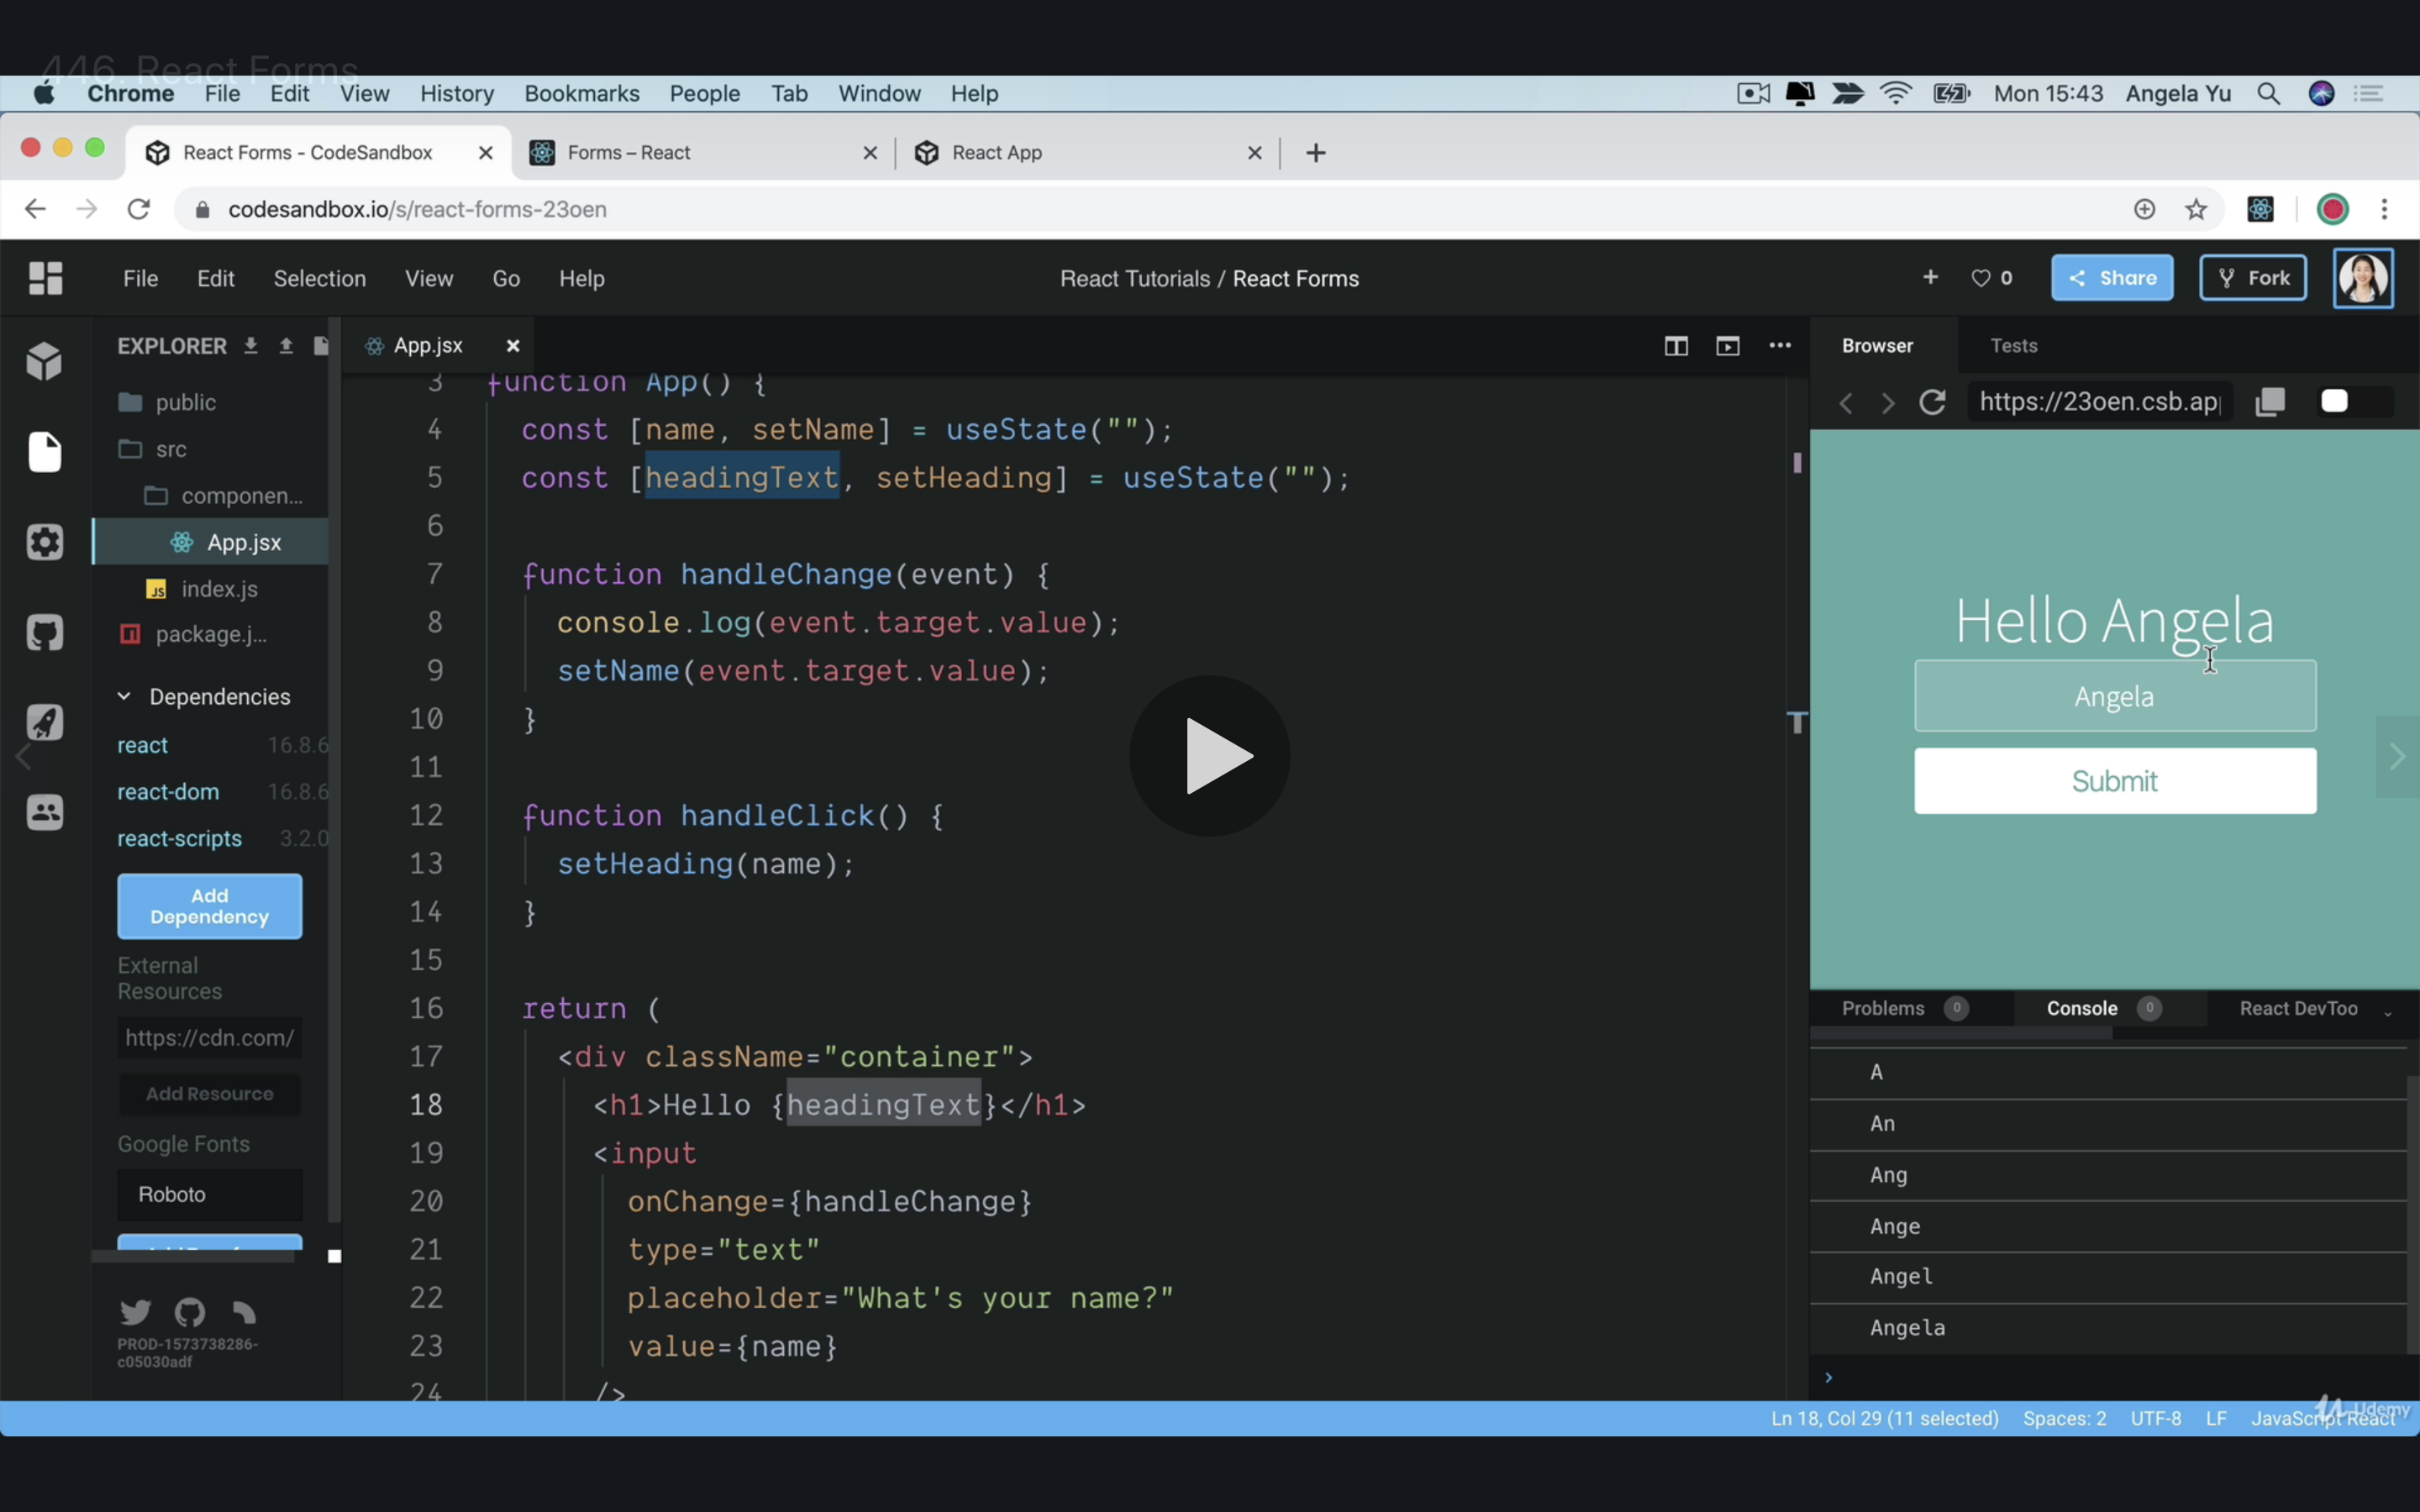 446. React Forms
Chrome File Edit View History Bookmarks People Tab Window Help Mon 15:43 Angela Yu
React Forms - CodeSandbox Forms – React React App
codesandbox.io/s/react-forms-23oen
File Edit Selection View Go Help React Tutorials / React Forms 0 Share Fork
EXPLORER
public
src
componen...
App.jsx
JS index.js
package.j...
Dependencies
react 16.8.6
react-dom 16.8.6
react-scripts 3.2.0
Add
Dependency
External
Resources
https://cdn.com/
Add Resource
Google Fonts
Roboto
PROD-1573738286-
c05030adf
App.jsx
3 function App() {
4 const [name, setName] = useState("");
5 const [headingText, setHeading] = useState("");
6
7 function handleChange(event) {
8 console.log(event.target.value);
9 setName(event.target.value);
10 }
11
12 function handleClick() {
13 setHeading(name);
14 }
15
16 return (
17 <div className="container">
18 <h1>Hello {headingText}</h1>
19 <input
20 onChange={handleChange}
21 type="text"
22 placeholder="What's your name?"
23 value={name}
24 />
Browser Tests
https://23oen.csb.app
Hello Angela
Angela
Submit
Problems 0 Console 0 React DevToo
A
An
Ang
Ange
Angel
Angela
Ln 18, Col 29 (11 selected) Spaces: 2 UTF-8 LF JavaScript React
Udemy